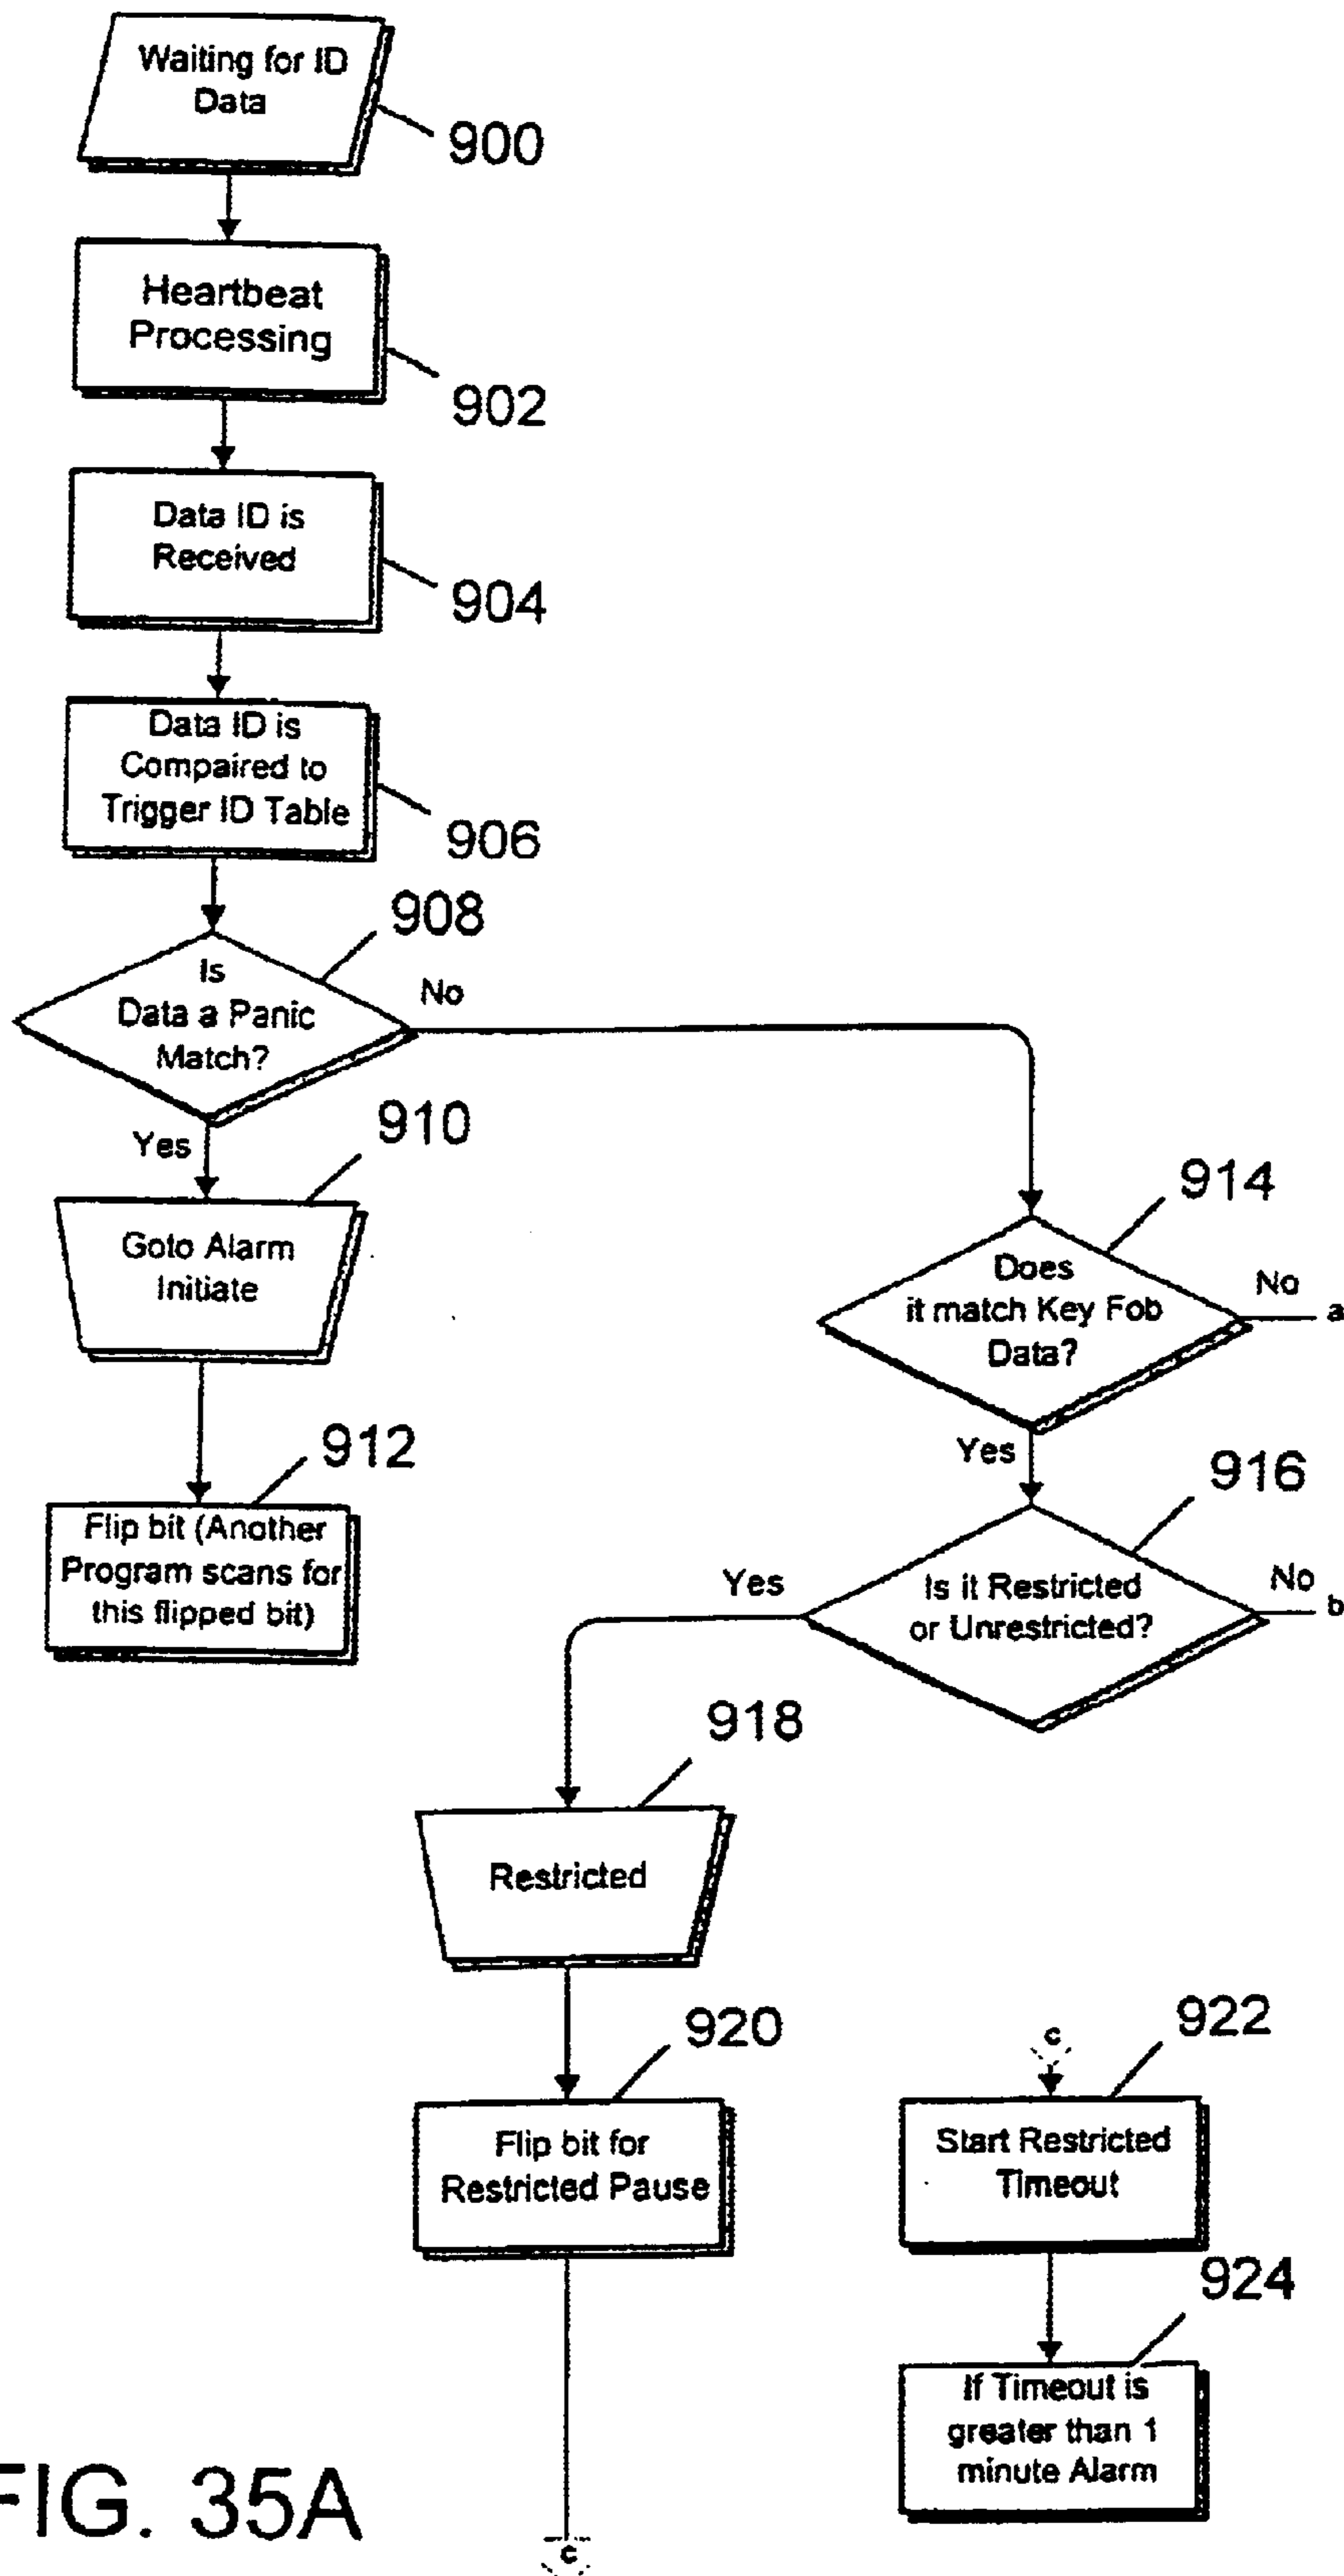 Waiting for ID
Data
900
Heartbeat
Processing
902
Data ID is
Received
904
Data ID is
Compaired to
Trigger ID Table
906
908
Is
Data a Panic
Match?
No
Yes
910
Goto Alarm
Initiate
912
Flip bit (Another
Program scans for
this flipped bit)
914
Does
it match Key Fob
Data?
No
a
Yes
916
Is it Restricted
or Unrestricted?
No
b
Yes
918
Restricted
920
Flip bit for
Restricted Pause
c
c
922
Start Restricted
Timeout
924
If Timeout is
greater than 1
minute Alarm
FIG. 35A